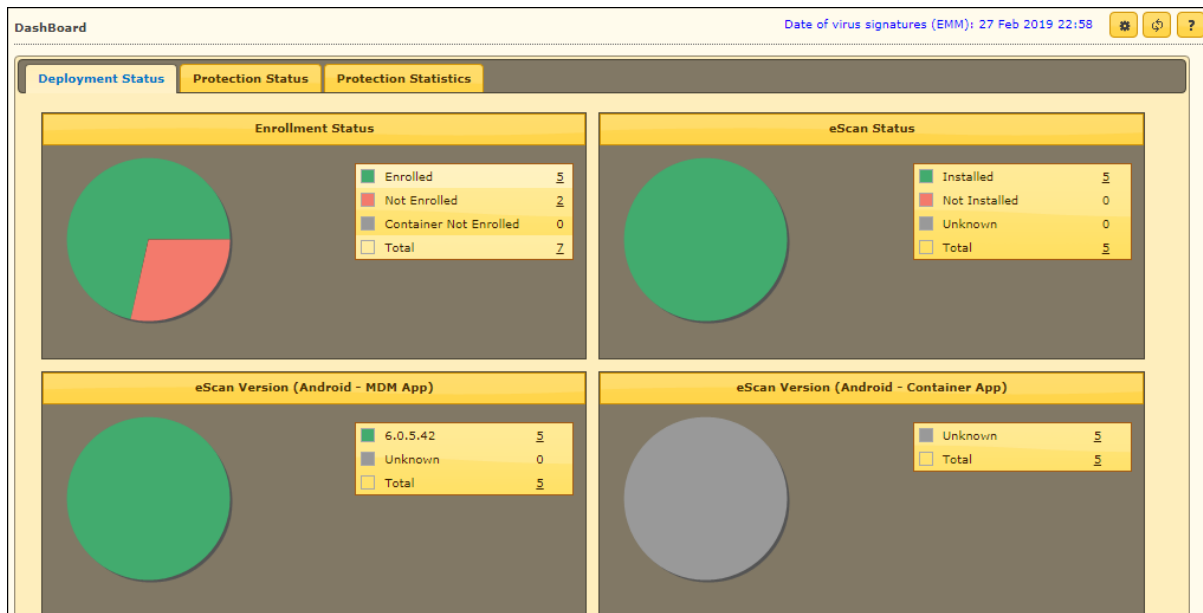 DashBoard
Date of virus signatures (EMM): 27 Feb 2019 22:58
?
Deployment Status Protection Status Protection Statistics
Enrollment Status
Enrolled 5
Not Enrolled 2
Container Not Enrolled 0
Total 7
eScan Status
Installed 5
Not Installed 0
Unknown 0
Total 5
eScan Version (Android - MDM App)
6.0.5.42 5
Unknown 0
Total 5
eScan Version (Android - Container App)
Unknown 5
Total 5